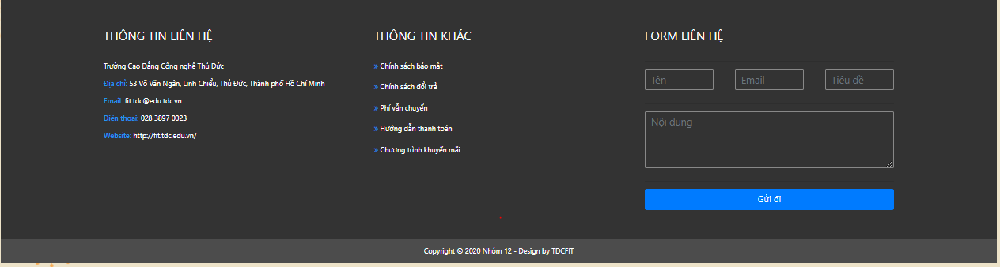 THÔNG TIN LIÊN HỆ
Trường Cao Đẳng Công nghệ Thủ Đức
Địa chỉ: 53 Võ Văn Ngân, Linh Chiểu, Thủ Đức, Thành phố Hồ Chí Minh
Email: fit.tdc@edu.tdc.vn
Điện thoại: 028 3897 0023
Website: http://fit.tdc.edu.vn/
THÔNG TIN KHÁC
» Chính sách bảo mật
» Chính sách đổi trả
» Phí vẫn chuyển
» Hướng dẫn thanh toán
» Chương trình khuyến mãi
FORM LIÊN HỆ
Tên Email Tiêu đề
Nội dung
Gửi đi
Copyright © 2020 Nhóm 12 - Design by TDCFIT